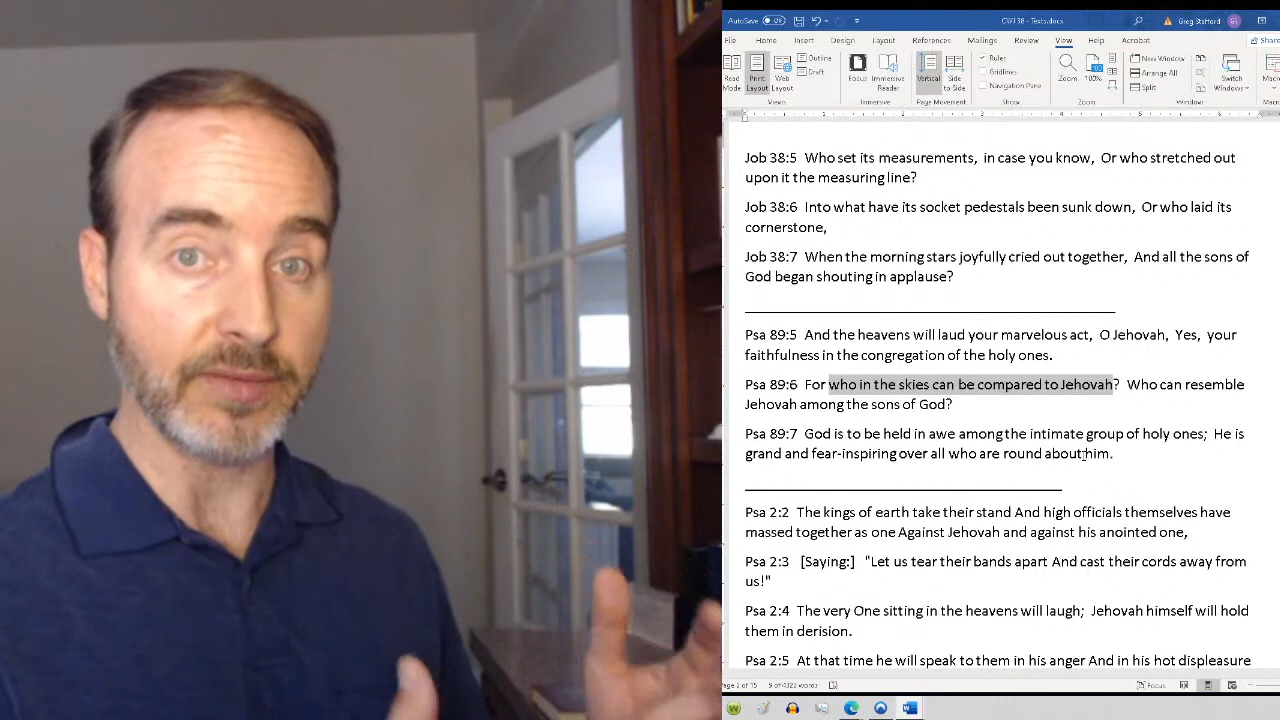 AutoSave Off
CWI 38 - Texts.docx
Greg Stafford
GS
File Home Insert Design Layout References Mailings Review View Help Acrobat
Share
Read Mode
Print Layout
Web Layout
Outline
Draft
Views
Focus
Immersive Reader
Immersive
Vertical
Side to Side
Page Movement
Ruler
Gridlines
Navigation Pane
Show
Zoom
100%
Zoom
New Window
Arrange All
Split
Switch Windows
Window
Job 38:5 Who set its measurements, in case you know, Or who stretched out
upon it the measuring line?
Job 38:6 Into what have its socket pedestals been sunk down, Or who laid its
cornerstone,
Job 38:7 When the morning stars joyfully cried out together, And all the sons of
God began shouting in applause?
Psa 89:5 And the heavens will laud your marvelous act, O Jehovah, Yes, your
faithfulness in the congregation of the holy ones.
Psa 89:6 For who in the skies can be compared to Jehovah? Who can resemble
Jehovah among the sons of God?
Psa 89:7 God is to be held in awe among the intimate group of holy ones; He is
grand and fear-inspiring over all who are round about him.
Psa 2:2 The kings of earth take their stand And high officials themselves have
massed together as one Against Jehovah and against his anointed one,
Psa 2:3 [Saying:] "Let us tear their bands apart And cast their cords away from
us!"
Psa 2:4 The very One sitting in the heavens will laugh; Jehovah himself will hold
them in derision.
Psa 2:5 At that time he will speak to them in his anger And in his hot displeasure
9 of 4323 words
Focus